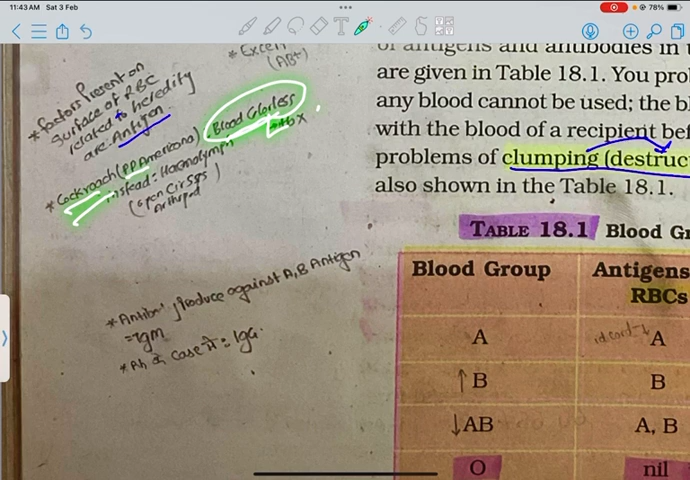 11:43 AM Sat 3 Feb
78%
* Excep
(AB+)
* Factors Present on
Surface of RBC
related to heredity
are Antigen
* Cockroach (PP Americana) Blood Colorless
Hb X
instead: Haemolymph
(open Cir Sys
Arthropod)
* Antibo' produce against A, B Antigen
= IgM
* Rh के Case में: IgG.
of antigens and antibodies in
are given in Table 18.1. You pro
any blood cannot be used; the b
with the blood of a recipient be
problems of clumping (destruc
also shown in the Table 18.1.
TABLE 18.1 Blood Gr
Blood Group Antigens
RBCs
A A
↑ B B
↓ AB A, B
O nil